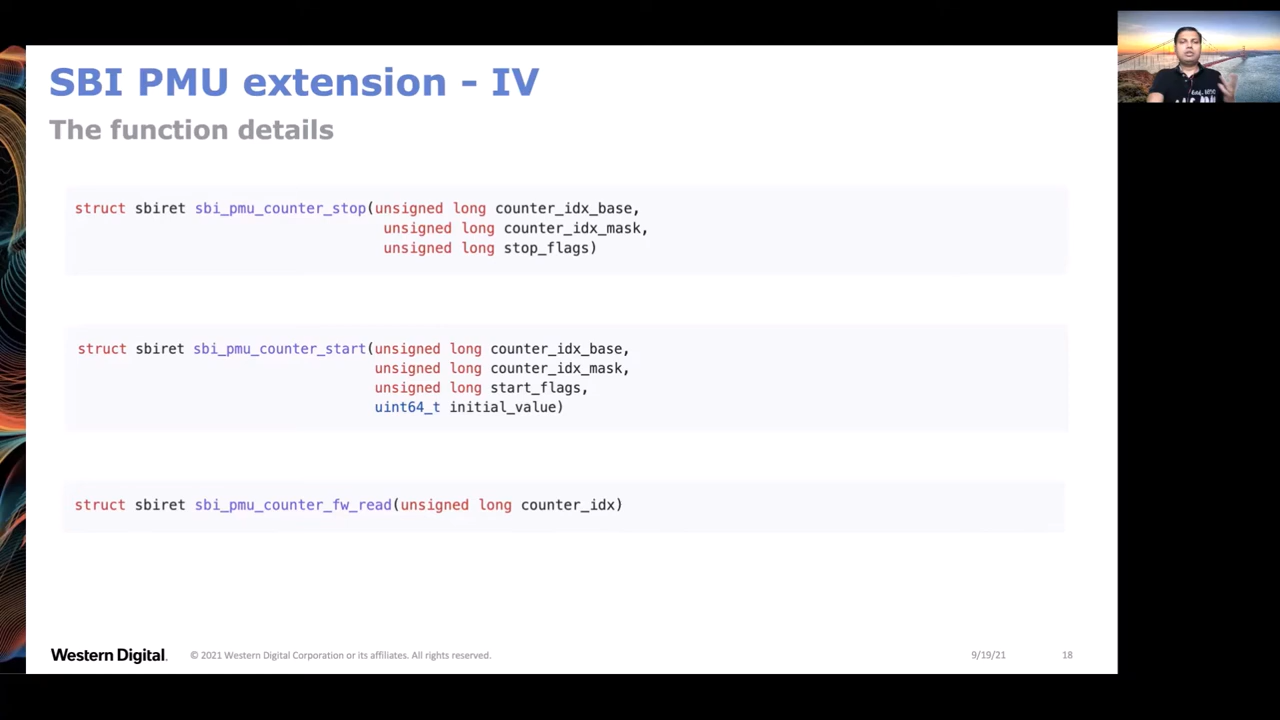 SBI PMU extension - IV
The function details
struct sbiret sbi_pmu_counter_stop(unsigned long counter_idx_base,
unsigned long counter_idx_mask,
unsigned long stop_flags)
struct sbiret sbi_pmu_counter_start(unsigned long counter_idx_base,
unsigned long counter_idx_mask,
unsigned long start_flags,
uint64_t initial_value)
struct sbiret sbi_pmu_counter_fw_read(unsigned long counter_idx)
Western Digital.
© 2021 Western Digital Corporation or its affiliates. All rights reserved.
9/19/21
18